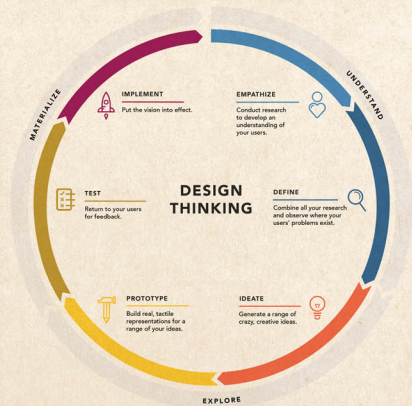 DESIGN
THINKING
UNDERSTAND
EMPATHIZE
Conduct research
to develop an
understanding of
your users.
DEFINE
Combine all your research
and observe where your
users' problems exist.
EXPLORE
IDEATE
Generate a range of
crazy, creative ideas.
PROTOTYPE
Build real, tactile
representations for a
range of your ideas.
MATERIALIZE
TEST
Return to your users
for feedback.
IMPLEMENT
Put the vision into effect.